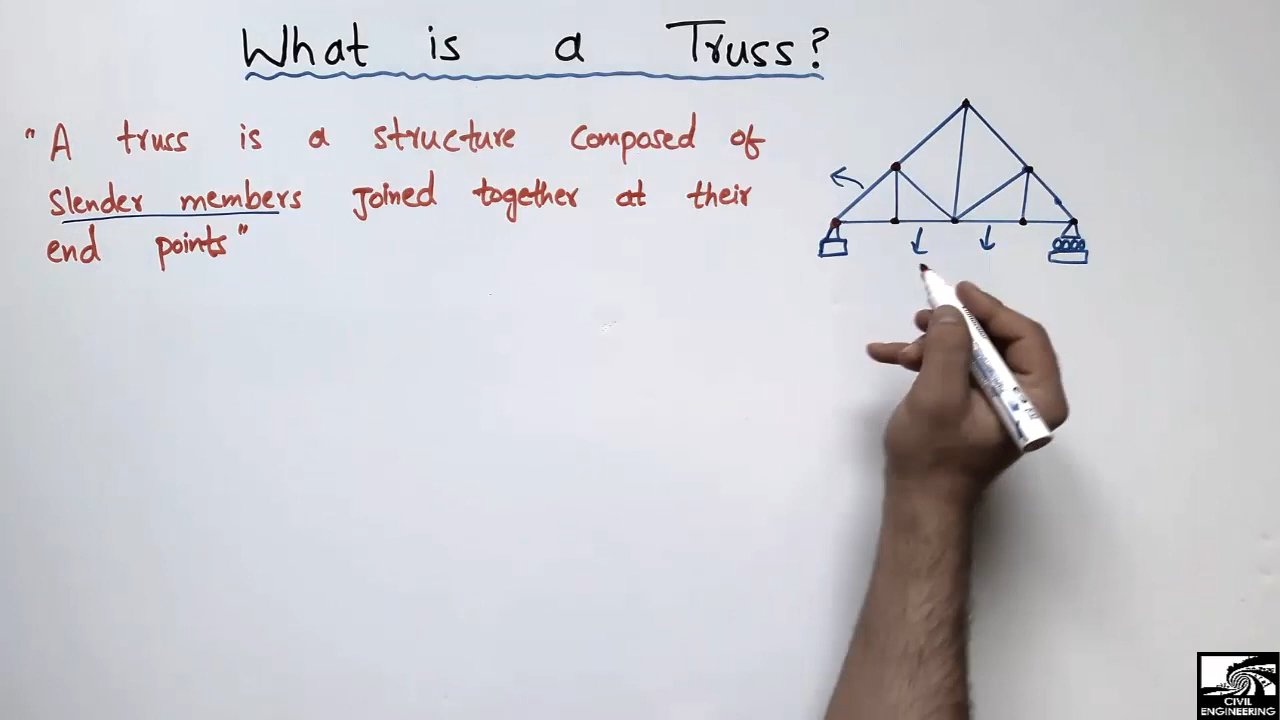 What is a Truss?
"A truss is a structure composed of
Slender members joined together at their
end points"
CIVIL
ENGINEERING